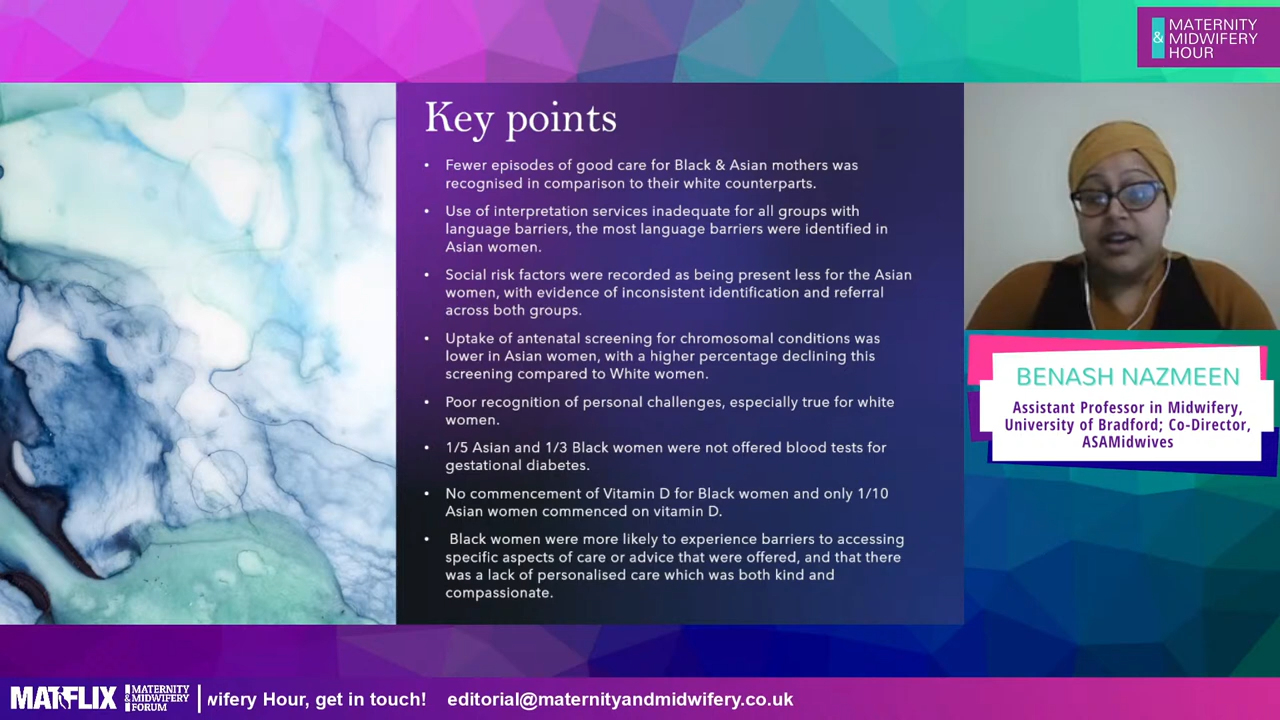 MATERNITY
& MIDWIFERY
HOUR
Key points
• Fewer episodes of good care for Black & Asian mothers was
recognised in comparison to their white counterparts.
• Use of interpretation services inadequate for all groups with
language barriers, the most language barriers were identified in
Asian women.
• Social risk factors were recorded as being present less for the Asian
women, with evidence of inconsistent identification and referral
across both groups.
• Uptake of antenatal screening for chromosomal conditions was
lower in Asian women, with a higher percentage declining this
screening compared to White women.
• Poor recognition of personal challenges, especially true for white
women.
• 1/5 Asian and 1/3 Black women were not offered blood tests for
gestational diabetes.
• No commencement of Vitamin D for Black women and only 1/10
Asian women commenced on vitamin D.
• Black women were more likely to experience barriers to accessing
specific aspects of care or advice that were offered, and that there
was a lack of personalised care which was both kind and
compassionate.
BENASH NAZMEEN
Assistant Professor in Midwifery,
University of Bradford; Co-Director,
ASAMidwives
MATFLIX
MATERNITY
& MIDWIFERY
FORUM
wifery Hour, get in touch! editorial@maternityandmidwifery.co.uk